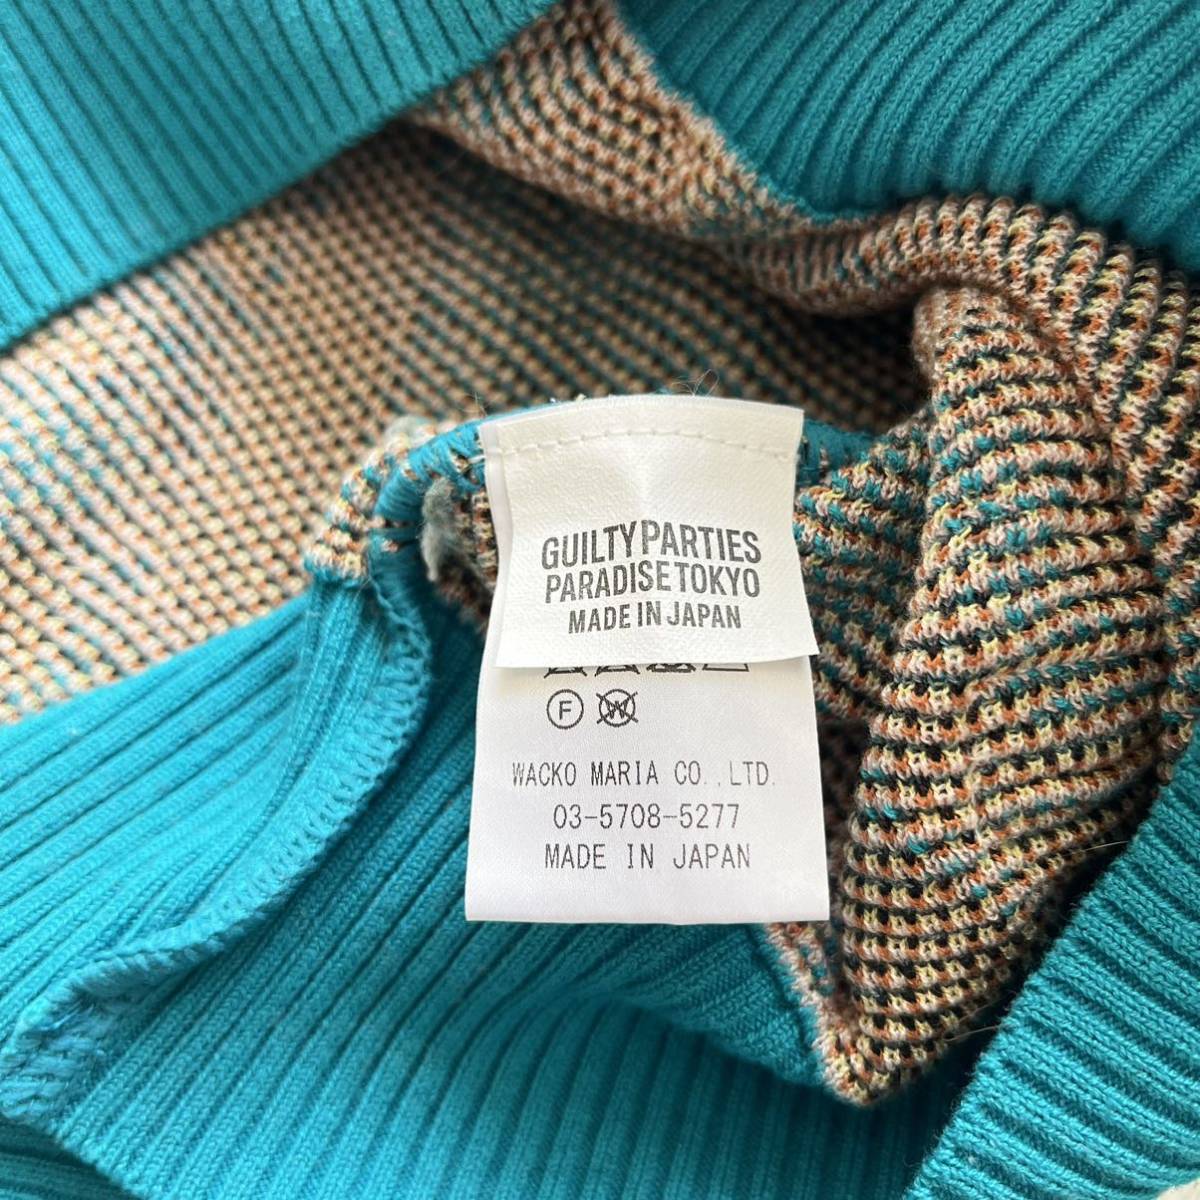 GUILTY PARTIES
PARADISE TOKYO
MADE IN JAPAN
F W
WACKO MARIA CO.,LTD.
03-5708-5277
MADE IN JAPAN